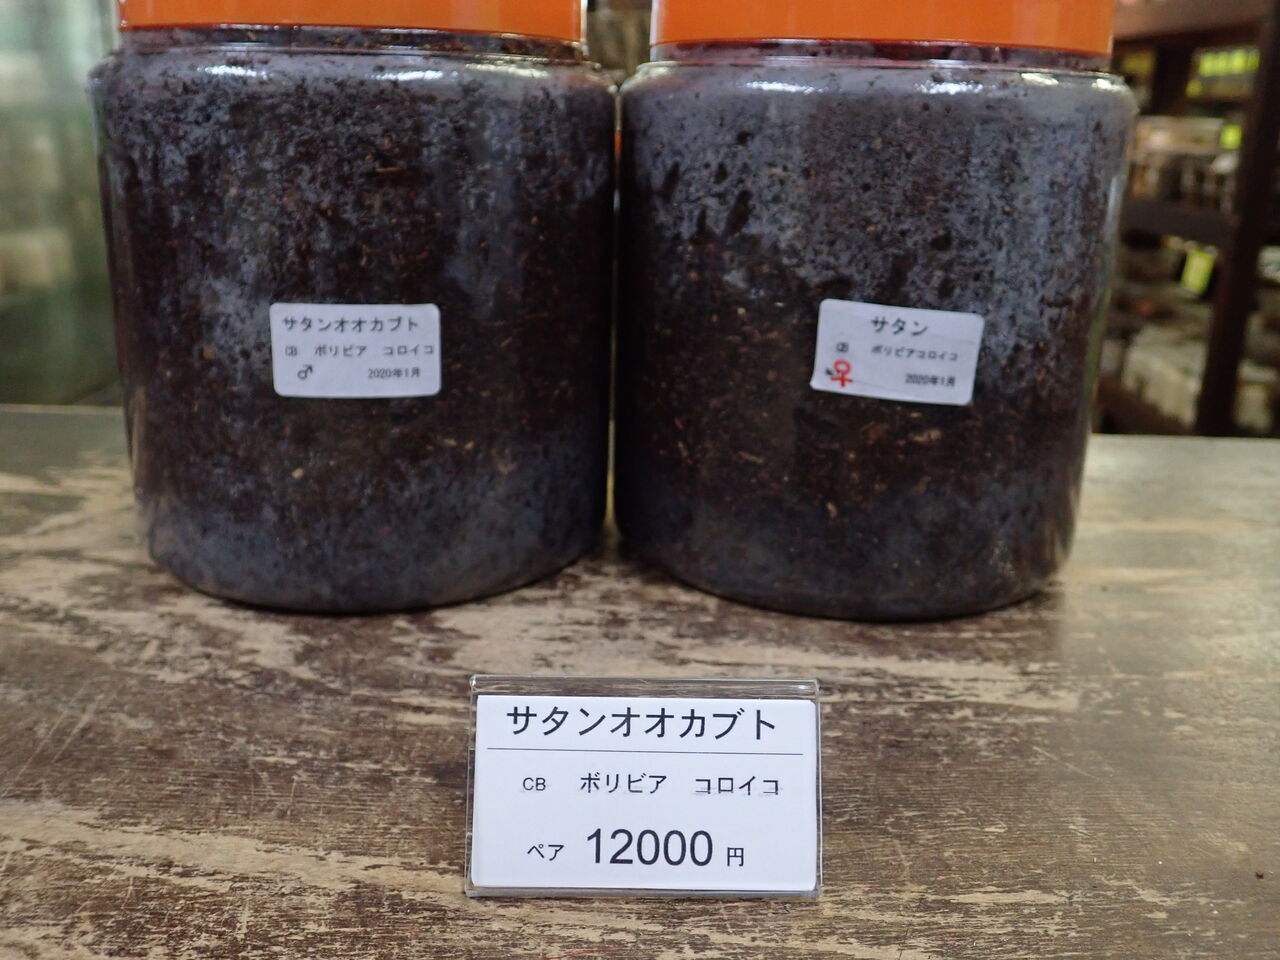 サタンオオカブト
CB ボリビア コロイコ
♂ 2020年1月
サタン
CB
ボリビアコロイコ
♀ 2020年1月
サタンオオカブト
CB ボリビア コロイコ
ペア 12000 円